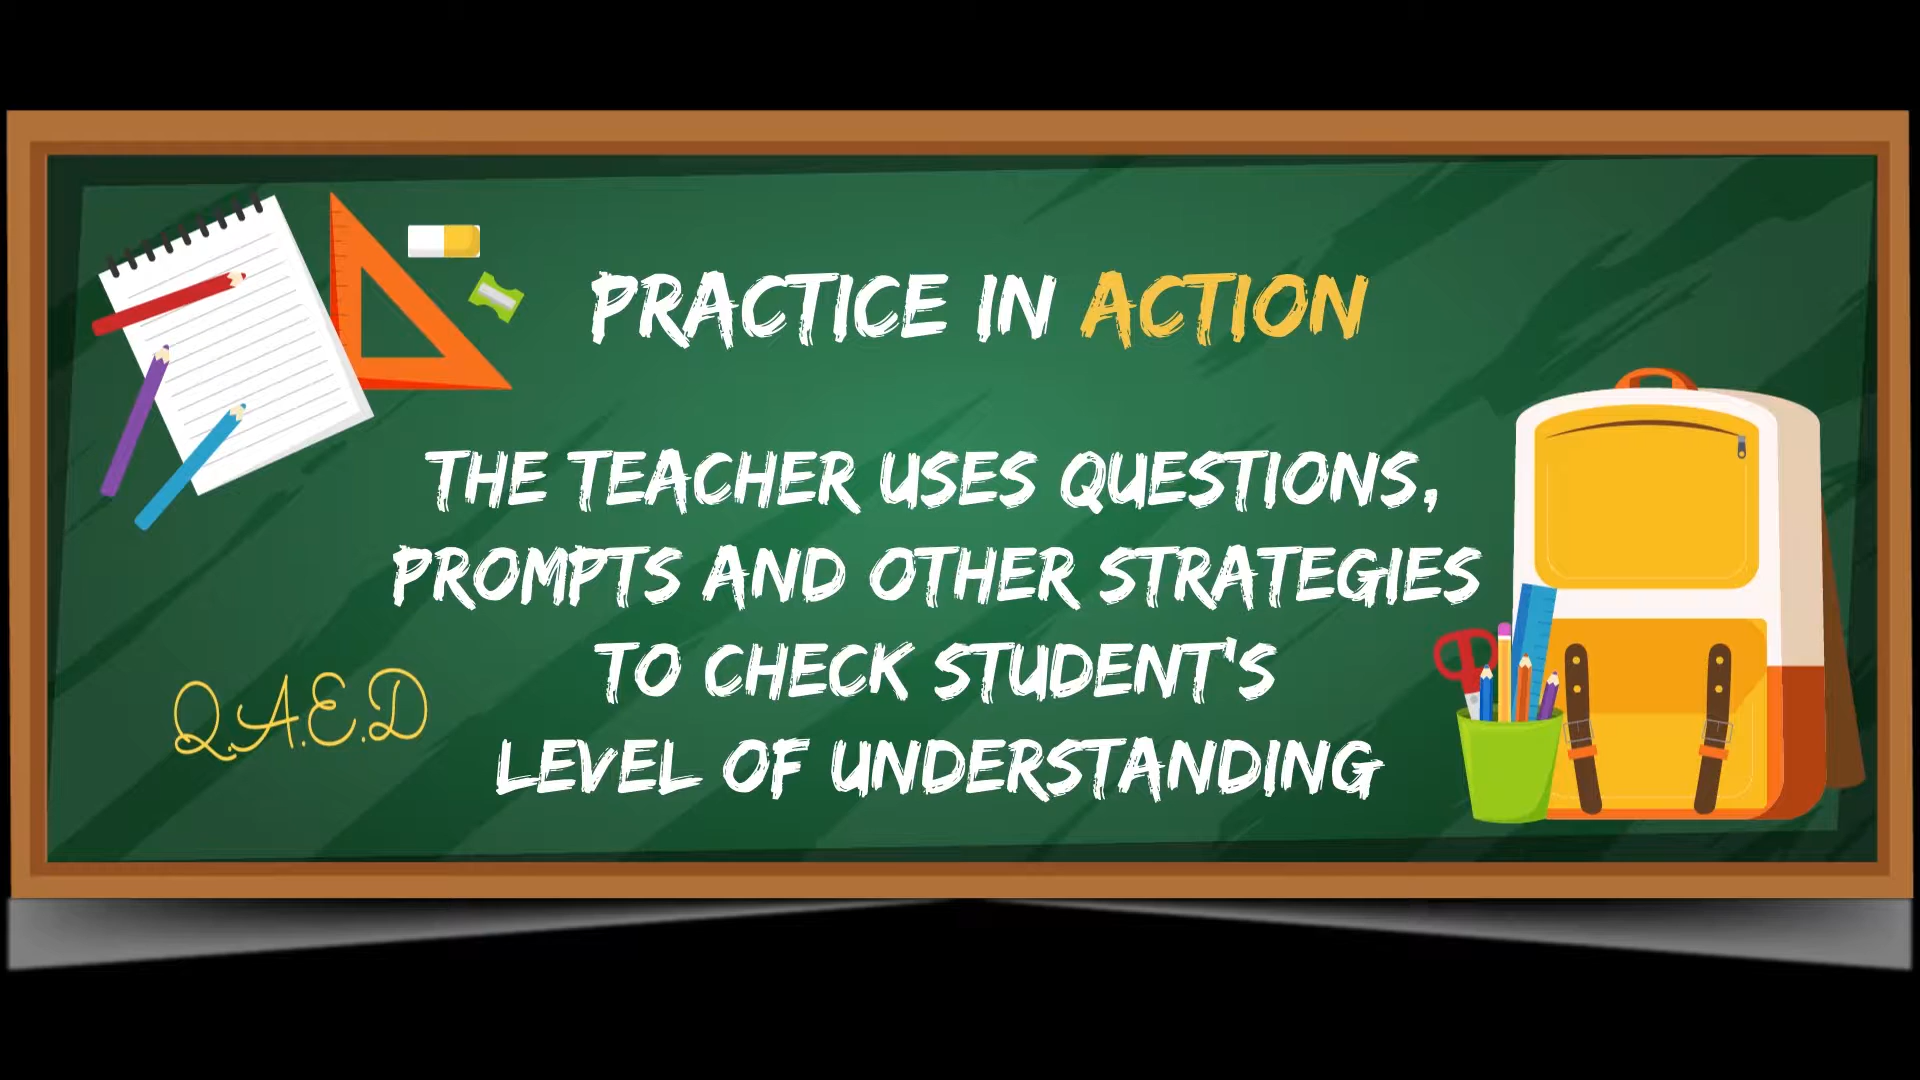 PRACTICE IN ACTION
THE TEACHER USES QUESTIONS,
PROMPTS AND OTHER STRATEGIES
TO CHECK STUDENT'S
LEVEL OF UNDERSTANDING
Q.A.E.D